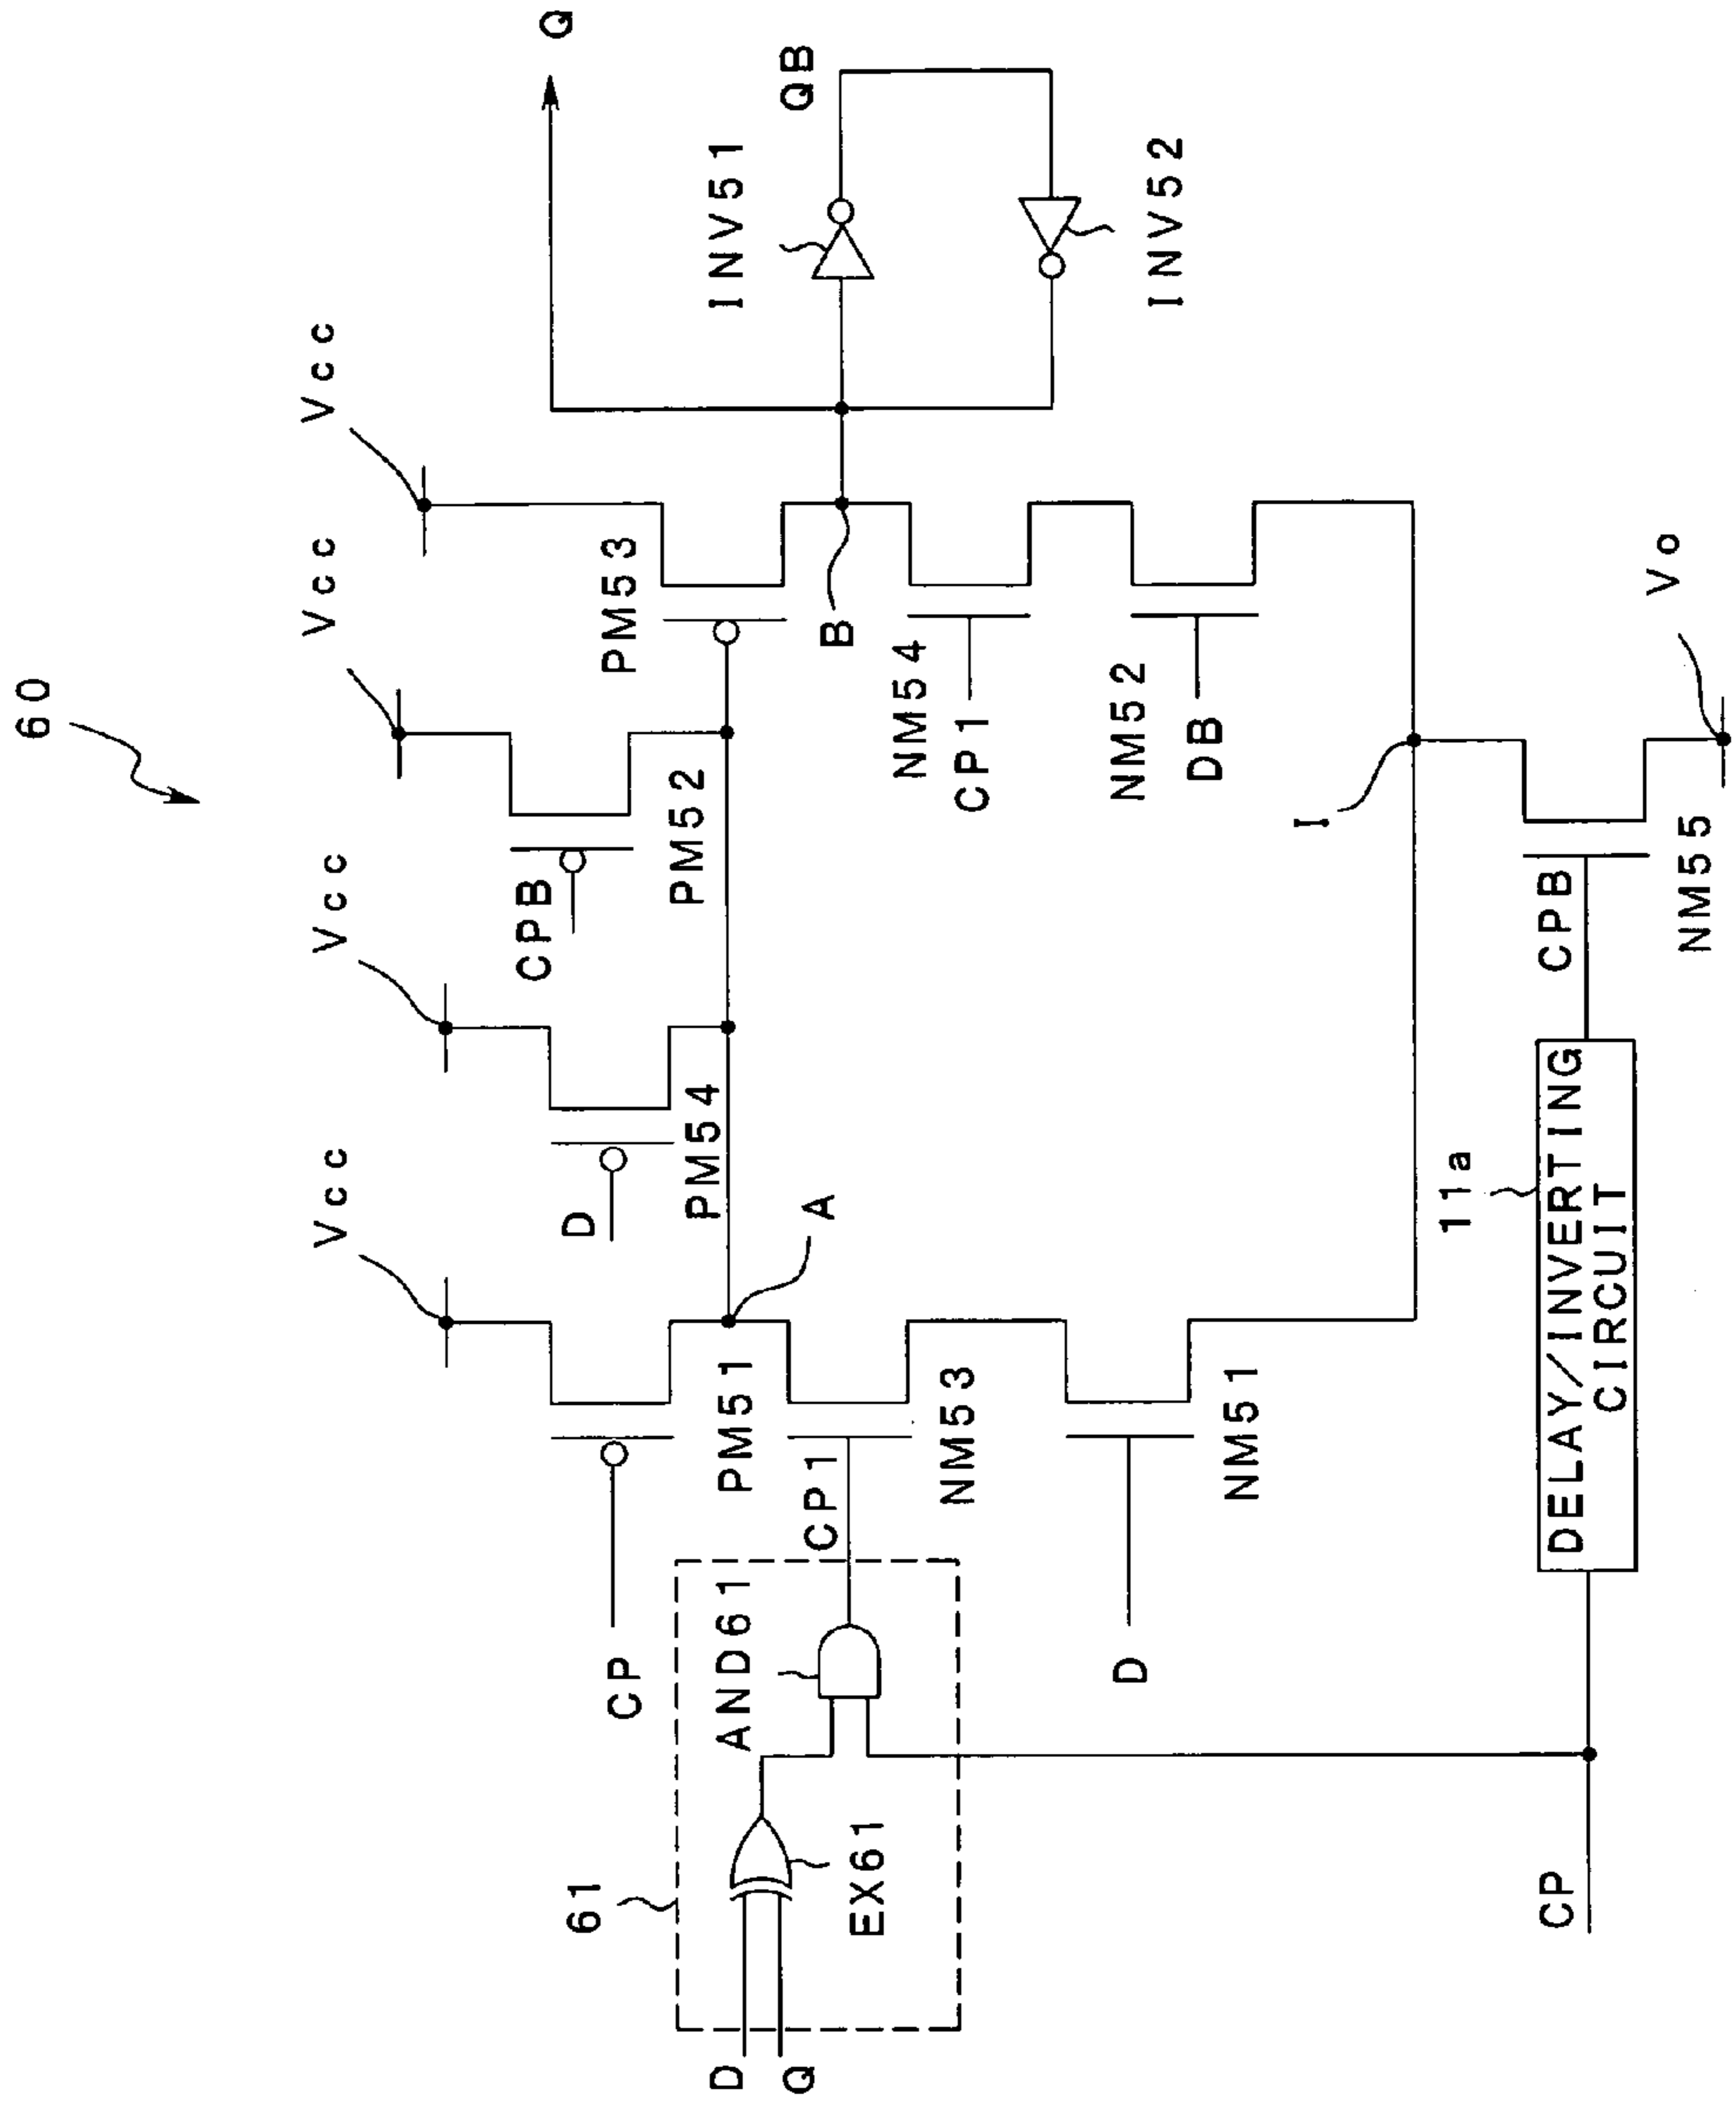 60
Q
Vcc
Vcc
Vcc
Vcc
QB
INV51
INV52
PM53
B
CPB
PM52
D
PM54
A
NM54
CP1
NM52
DB
CP
PM51
CP1
NM53
D
NM51
I
Vo
CPB
NM55
11a
DELAY/INVERTING
CIRCUIT
61
AND61
EX61
D
Q
CP